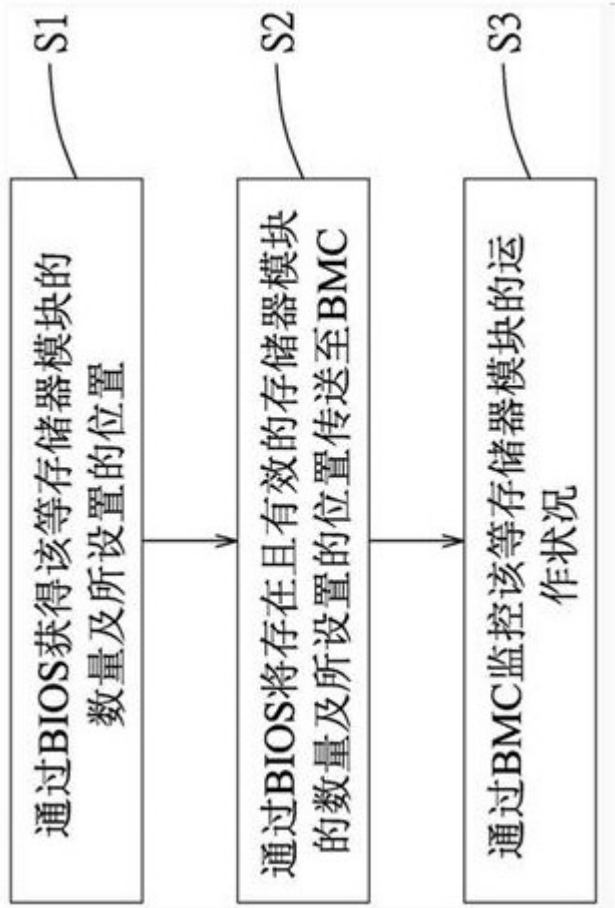 通过BIOS获得该等存储器模块的
数量及所设置的位置
S1
通过BIOS将存在且有效的存储器模块
的数量及所设置的位置传送至BMC
S2
通过BMC监控该等存储器模块的运
作状况
S3